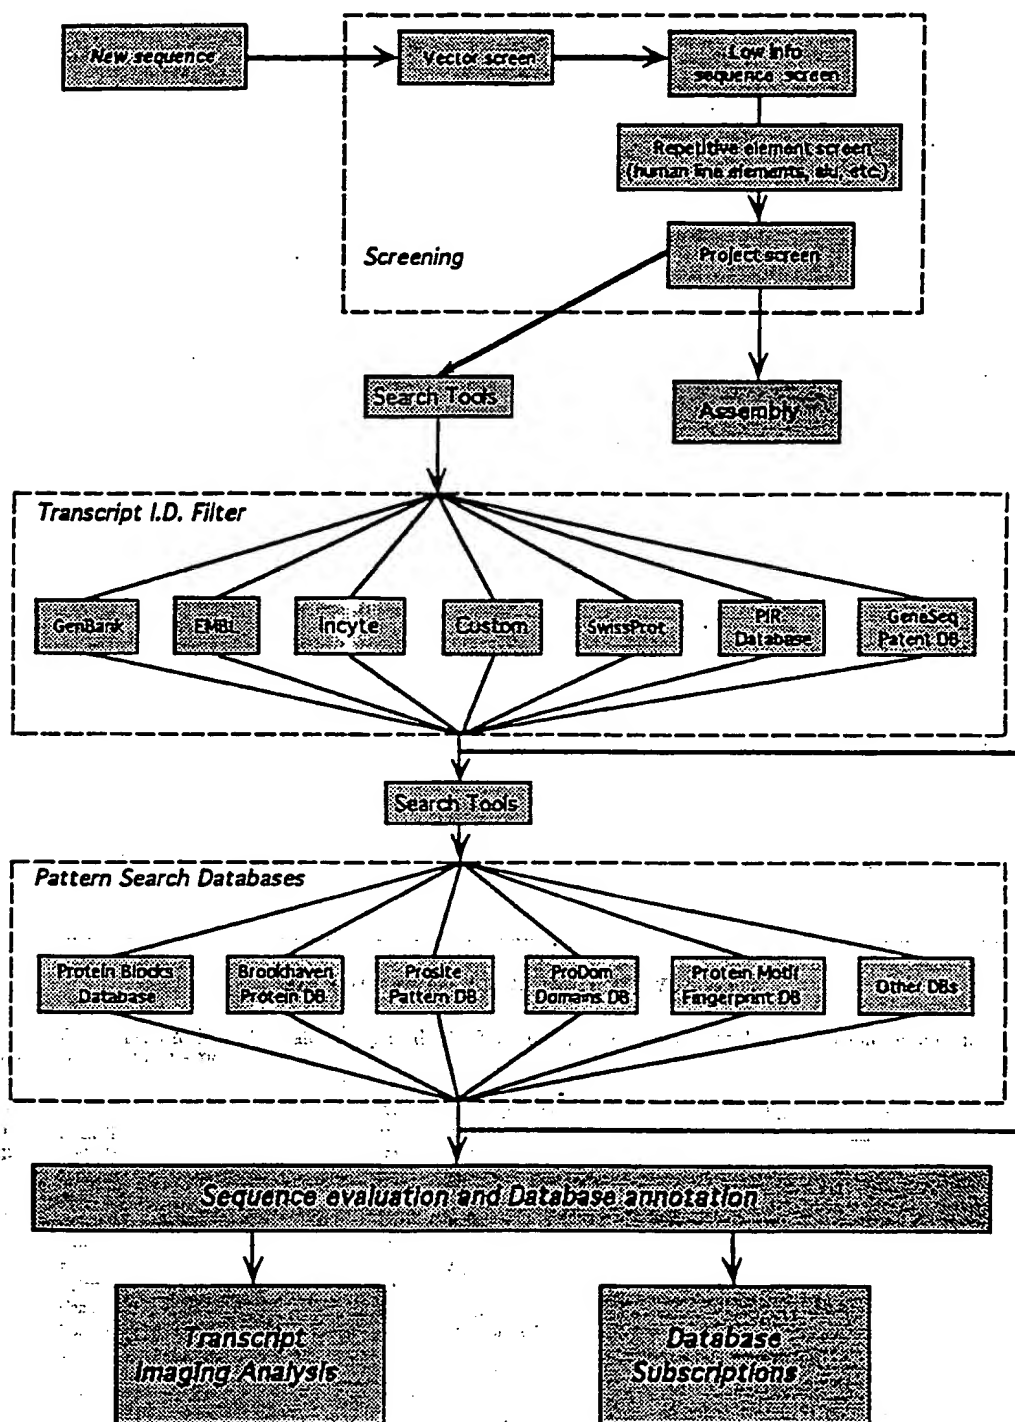 New sequence
Vector screen
Low info
sequence screen
Repetitive element screen
(human line elements, alu, etc.)
Screening
Project screen
Search Tools
Assembly
Transcript I.D. Filter
GenBank
EMBL
Incyte
Custom
SwissProt
PIR
Database
GeneSeq
Patent DB
Search Tools
Pattern Search Databases
Protein Blocks
Database
Brookhaven
Protein DB
Prosite
Pattern DB
ProDom
Domains DB
Protein Motif
Fingerprint DB
Other DBs
Sequence evaluation and Database annotation
Transcript
Imaging Analysis
Database
Subscriptions